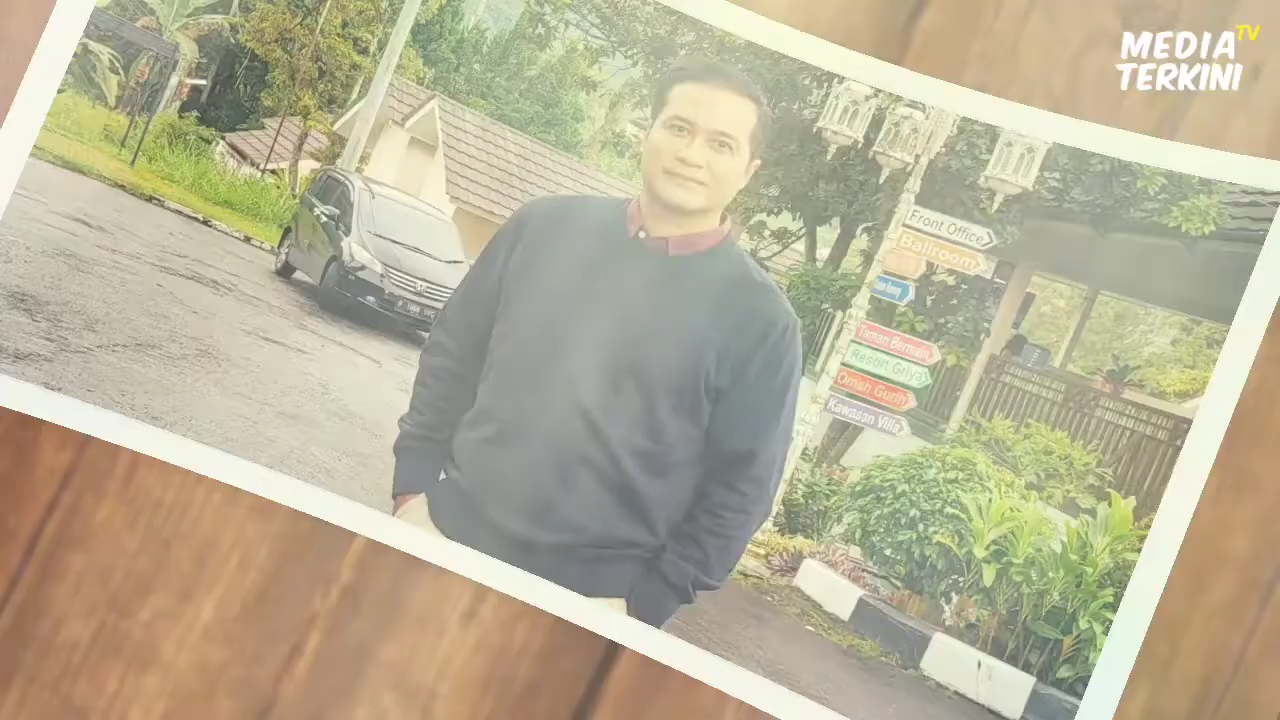 MEDIA TV
TERKINI
Front Office
Ballroom
Taman Bermain
Resort Griya
Omah Gurih
Kawasan Villa